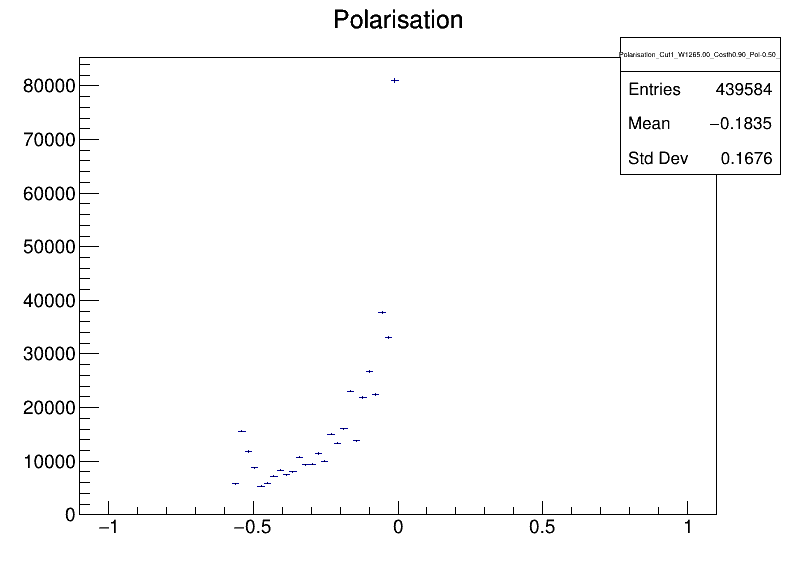 Polarisation
Polarisation_Cut1_W1265.00_Costh0.90_Pol-0.50_
Entries 439584
Mean −0.1835
Std Dev 0.1676
80000
70000
60000
50000
40000
30000
20000
10000
0
−1 −0.5 0 0.5 1